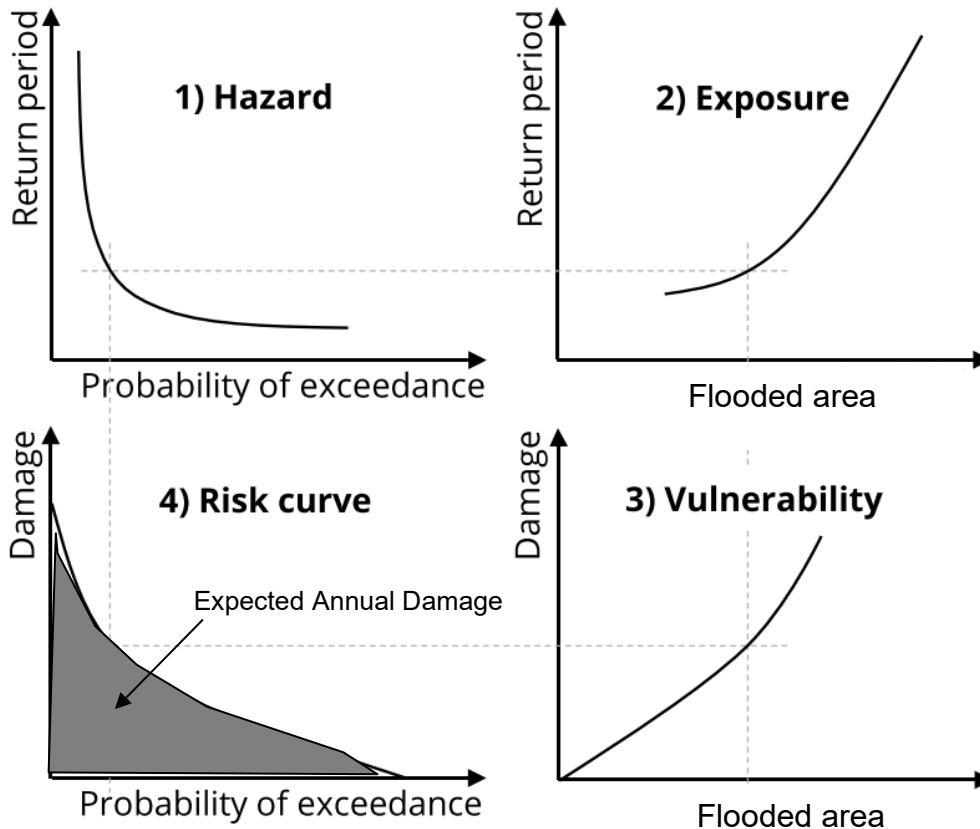 Return period
1) Hazard
Probability of exceedance
Return period
2) Exposure
Flooded area
Damage
4) Risk curve
Expected Annual Damage
Probability of exceedance
Damage
3) Vulnerability
Flooded area